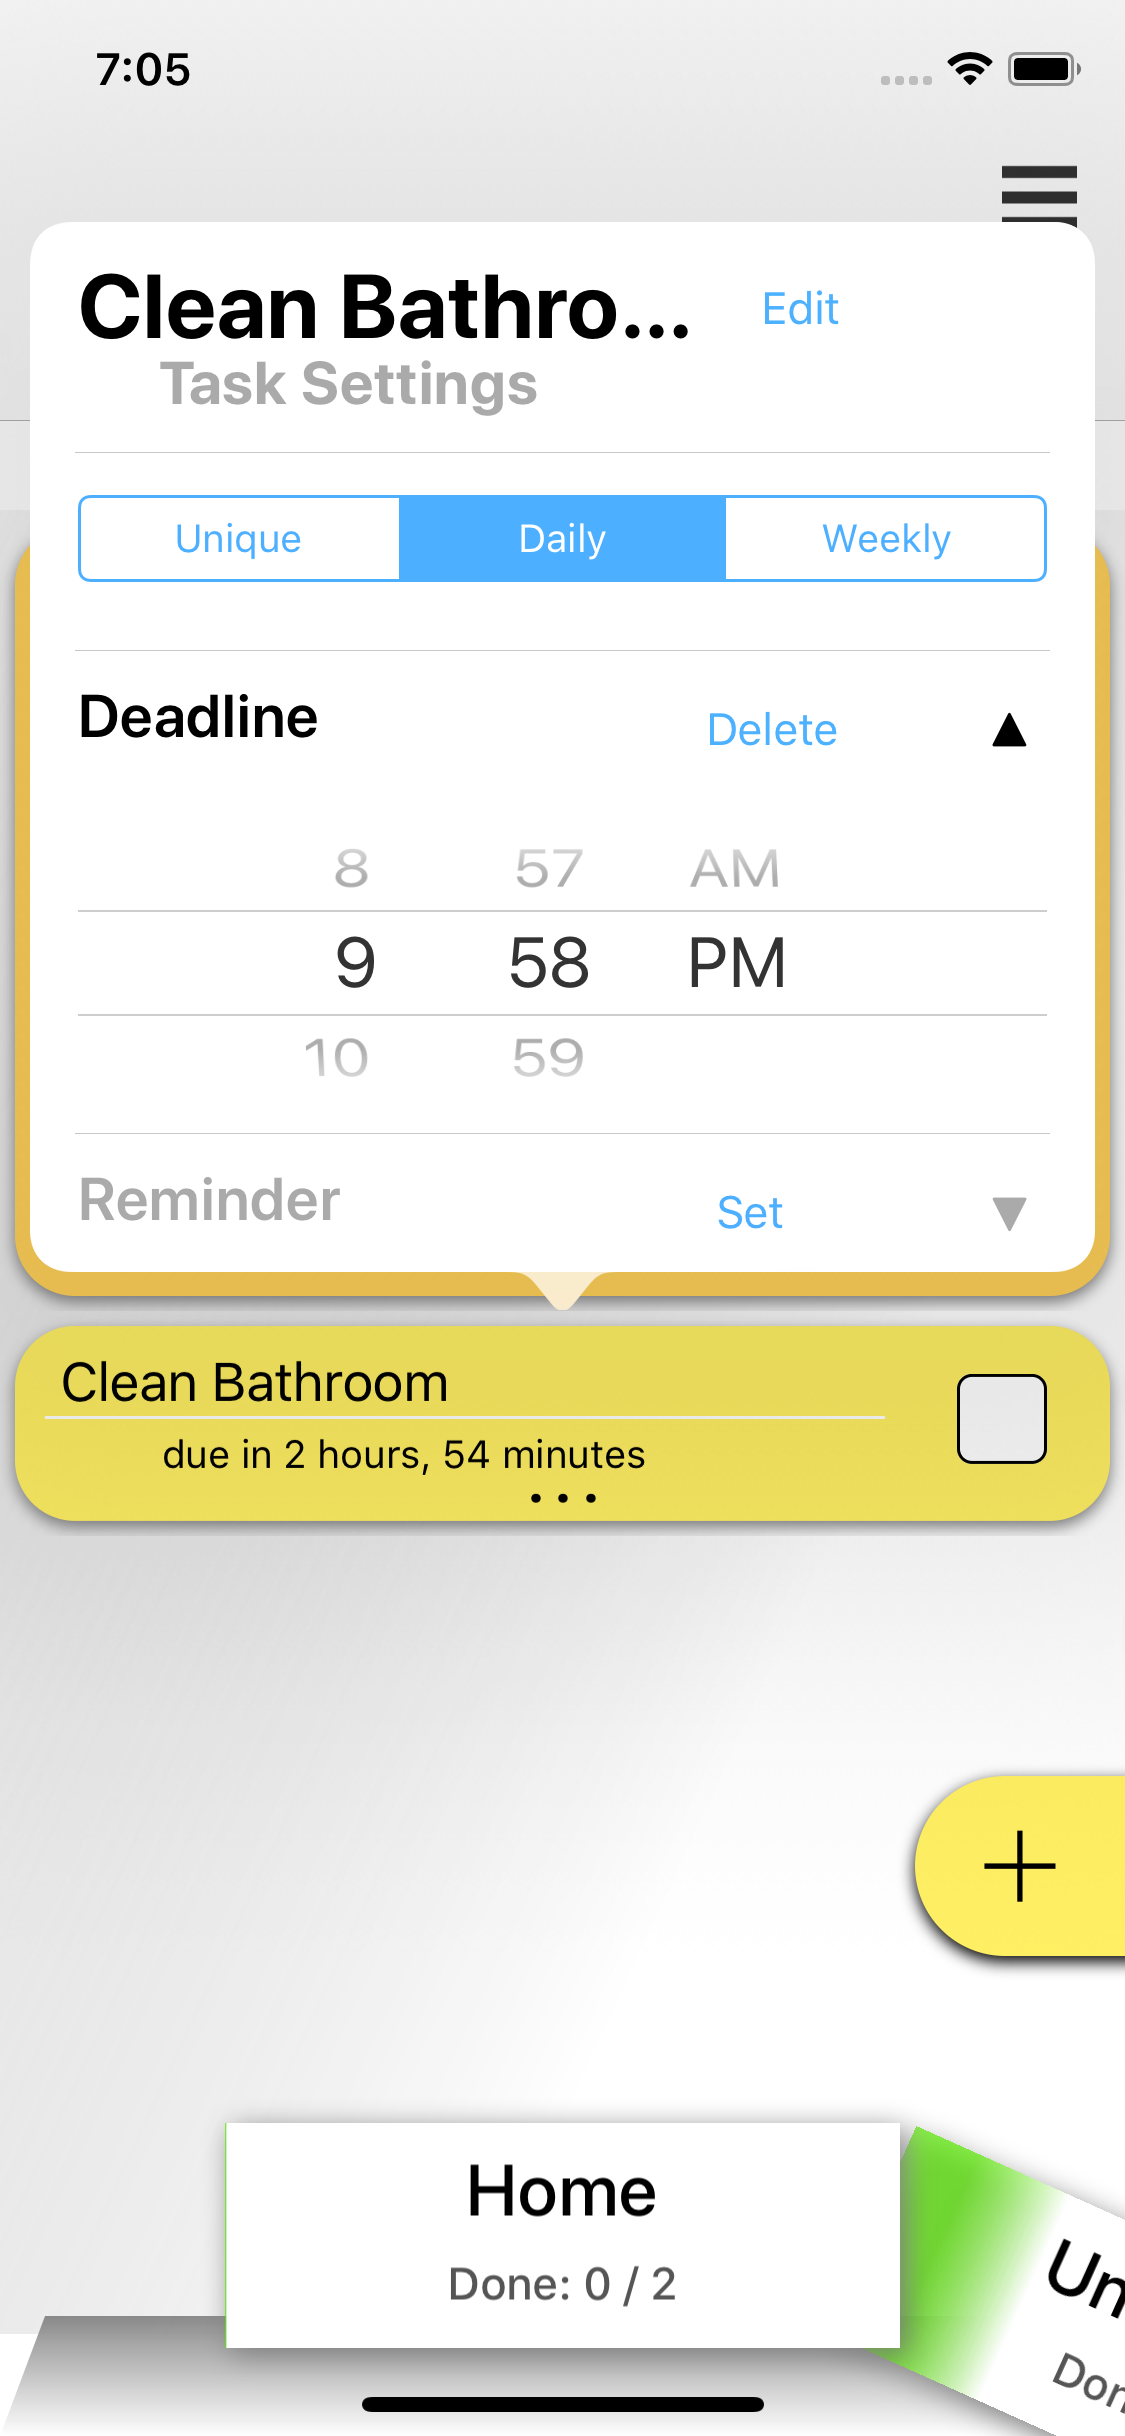 7:05
Clean Bathro... Edit
Task Settings
Unique Daily Weekly
Deadline Delete ▲
8 57 AM
9 58 PM
10 59
Reminder Set ▼
Clean Bathroom
due in 2 hours, 54 minutes
Home
Done: 0 / 2
Un
Don